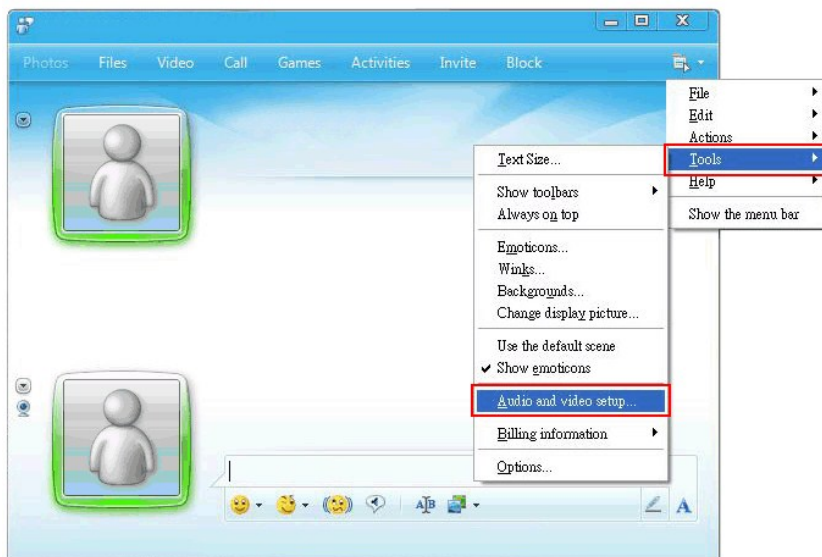 Photos Files Video Call Games Activities Invite Block
File
Edit
Actions
Tools
Help
Show the menu bar
Text Size...
Show toolbars
Always on top
Emoticons...
Winks...
Backgrounds...
Change display picture...
Use the default scene
Show emoticons
Audio and video setup...
Billing information
Options...
AB
A